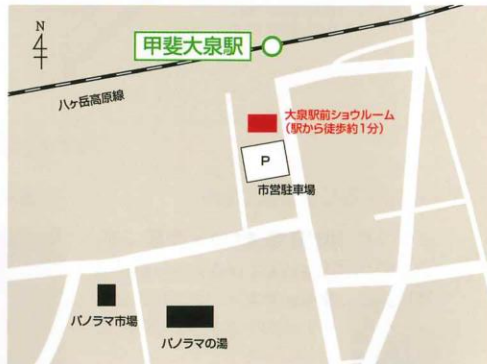 N
甲斐大泉駅
八ヶ岳高原線
大泉駅前ショウルーム
(駅から徒歩約1分)
P
市営駐車場
パノラマ市場
パノラマの湯